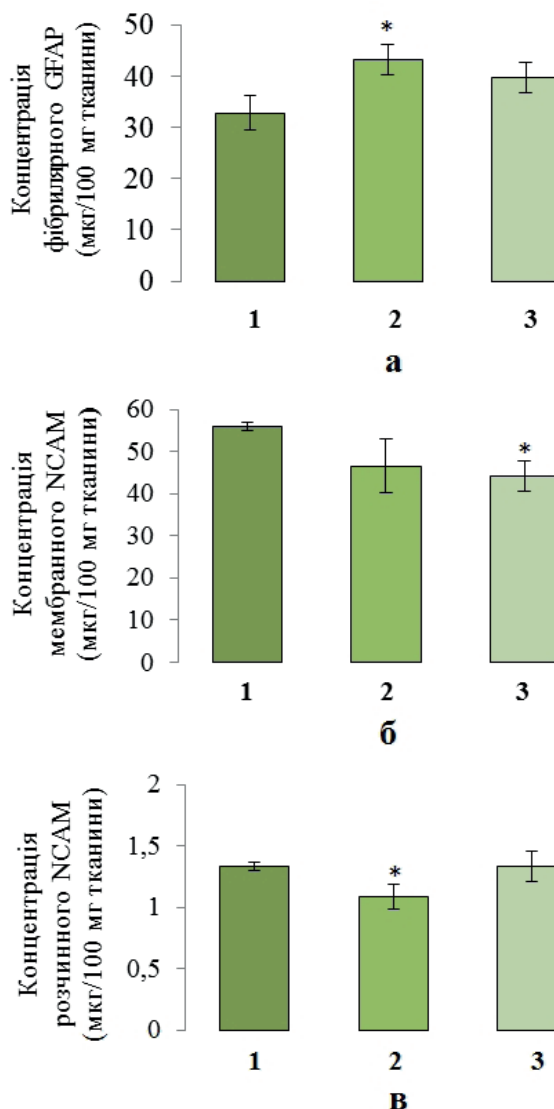 Концентрація
фібрилярного GFAP
(мкг/100 мг тканини)
50
40
30
20
10
0
*
1 2 3
а
Концентрація
мембранного NCAM
(мкг/100 мг тканини)
60
50
40
30
20
10
0
*
1 2 3
б
Концентрація
розчинного NCAM
(мкг/100 мг тканини)
2
1,5
1
0,5
0
*
1 2 3
в